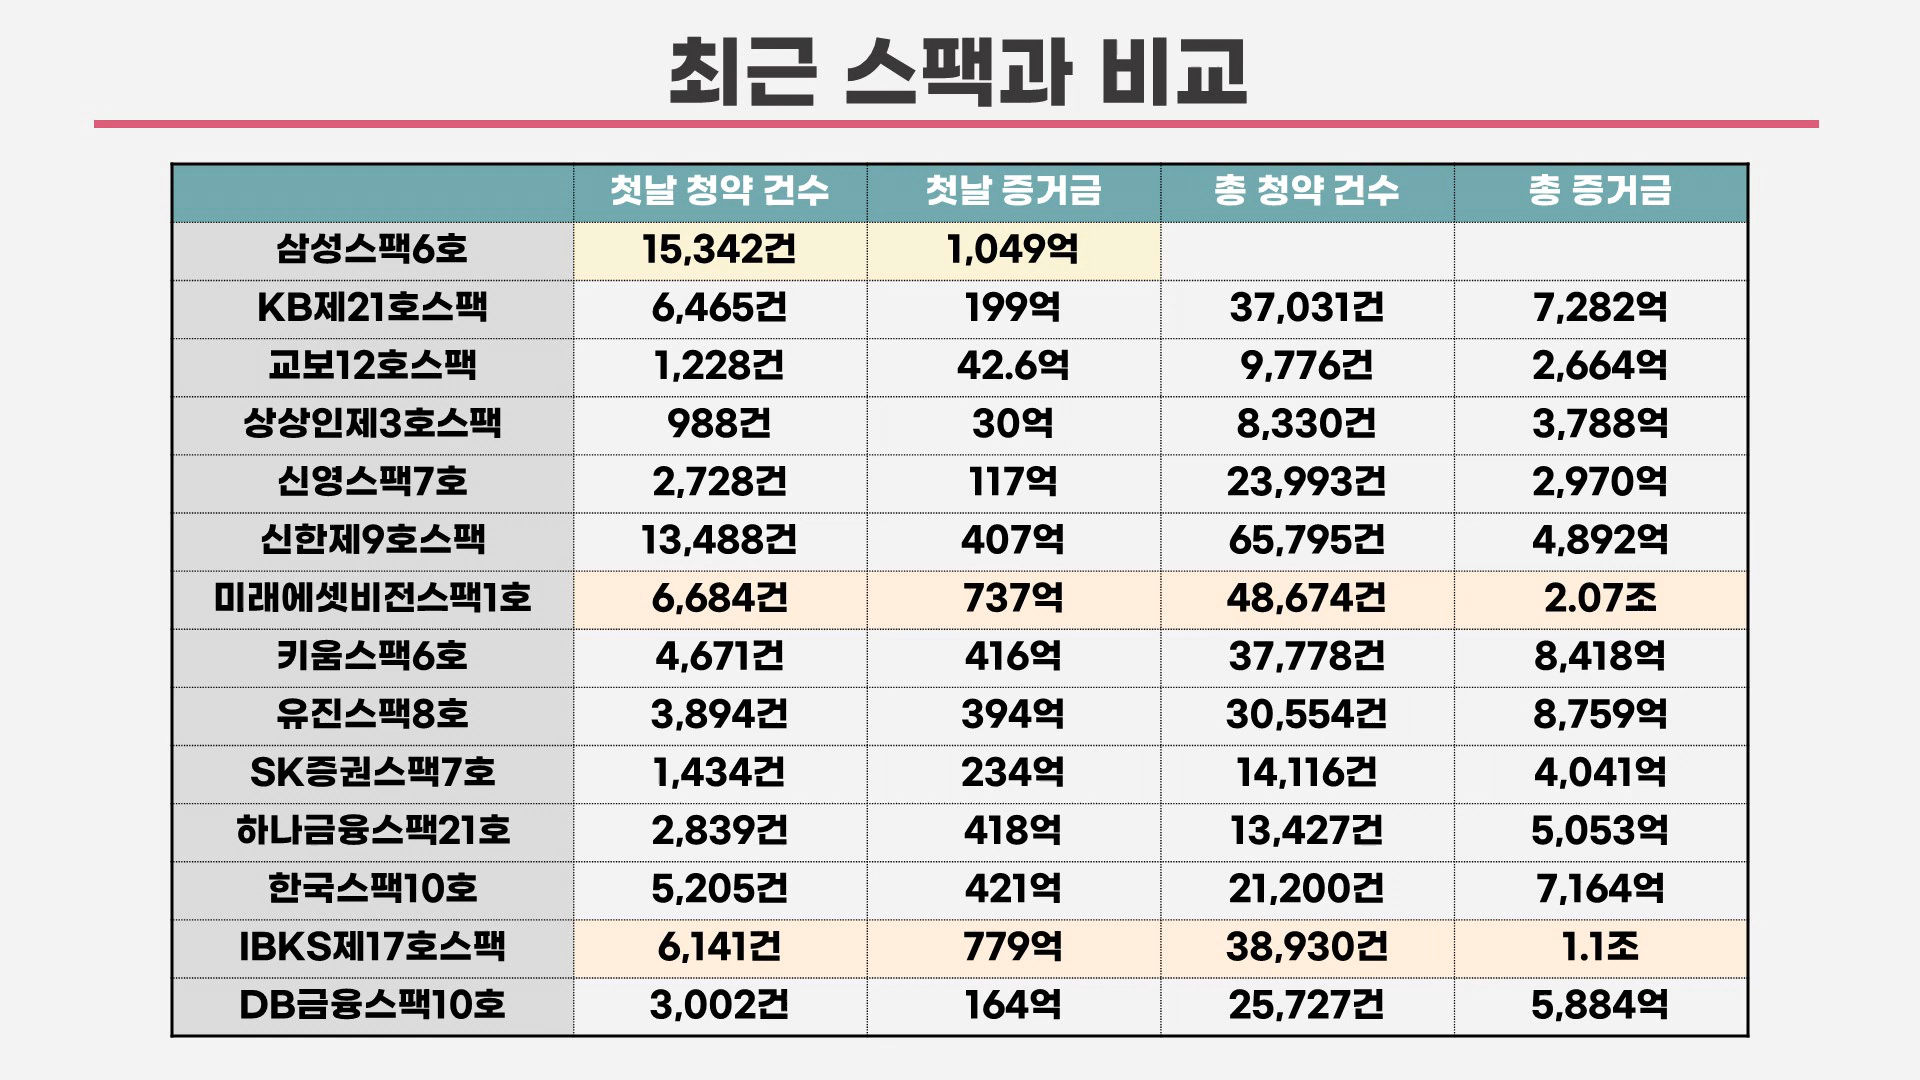 최근 스팩과 비교
첫날 청약 건수 첫날 증거금 총 청약 건수 총 증거금
삼성스팩6호 15,342건 1,049억
KB제21호스팩 6,465건 199억 37,031건 7,282억
교보12호스팩 1,228건 42.6억 9,776건 2,664억
상상인제3호스팩 988건 30억 8,330건 3,788억
신영스팩7호 2,728건 117억 23,993건 2,970억
신한제9호스팩 13,488건 407억 65,795건 4,892억
미래에셋비전스팩1호 6,684건 737억 48,674건 2.07조
키움스팩6호 4,671건 416억 37,778건 8,418억
유진스팩8호 3,894건 394억 30,554건 8,759억
SK증권스팩7호 1,434건 234억 14,116건 4,041억
하나금융스팩21호 2,839건 418억 13,427건 5,053억
한국스팩10호 5,205건 421억 21,200건 7,164억
IBKS제17호스팩 6,141건 779억 38,930건 1.1조
DB금융스팩10호 3,002건 164억 25,727건 5,884억